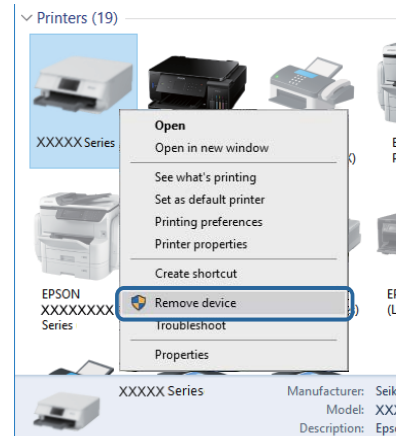 Printers (19)
XXXXX Series
Open
Open in new window
See what's printing
Set as default printer
Printing preferences
Printer properties
Create shortcut
Remove device
Troubleshoot
Properties
EPSON
XXXXXXXX
Series
XXXXX Series
Manufacturer:
Model:
Description: